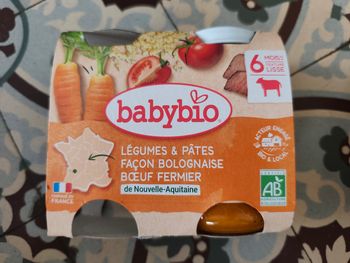 6 MOIS
TEXTURE
LISSE
babybio
LÉGUMES & PÂTES
FAÇON BOLOGNAISE
BŒUF FERMIER
de Nouvelle-Aquitaine
ACTEUR ENGAGÉ
BIO & LOCAL
FRANCE
AB